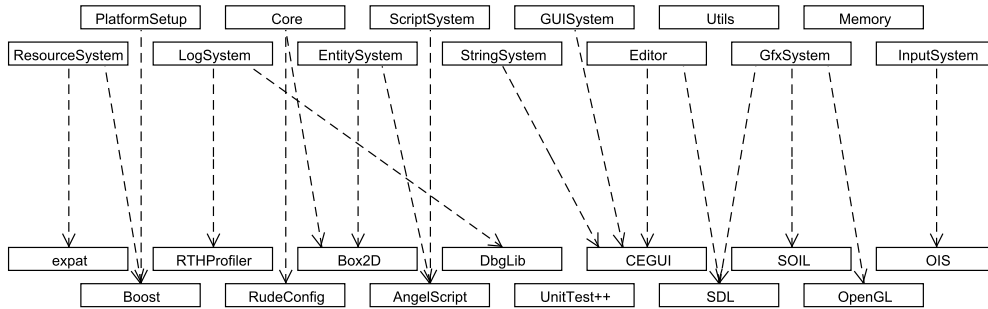 PlatformSetup Core ScriptSystem GUISystem Utils Memory
ResourceSystem LogSystem EntitySystem StringSystem Editor GfxSystem InputSystem
expat RTHProfiler Box2D DbgLib CEGUI SOIL OIS
Boost RudeConfig AngelScript UnitTest++ SDL OpenGL